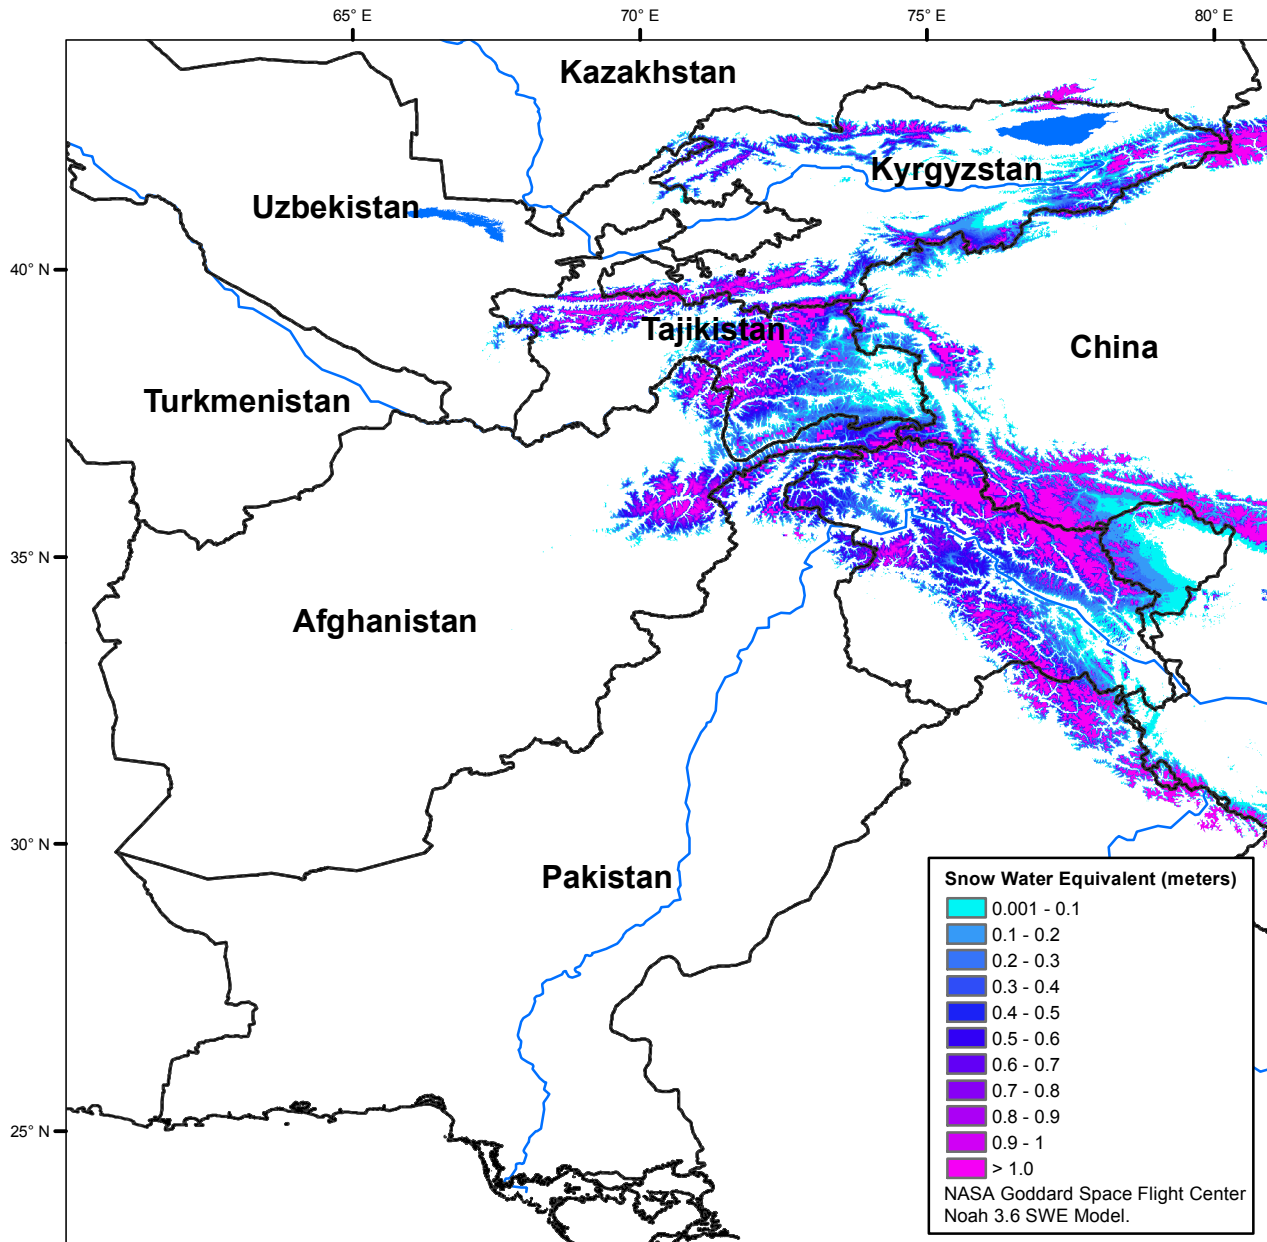 65° E 70° E 75° E 80° E
Kazakhstan
Kyrgyzstan
Uzbekistan
40° N
Tajikistan
China
Turkmenistan
35° N
Afghanistan
30° N
Pakistan
25° N
Snow Water Equivalent (meters)
0.001 - 0.1
0.1 - 0.2
0.2 - 0.3
0.3 - 0.4
0.4 - 0.5
0.5 - 0.6
0.6 - 0.7
0.7 - 0.8
0.8 - 0.9
0.9 - 1
> 1.0
NASA Goddard Space Flight Center
Noah 3.6 SWE Model.